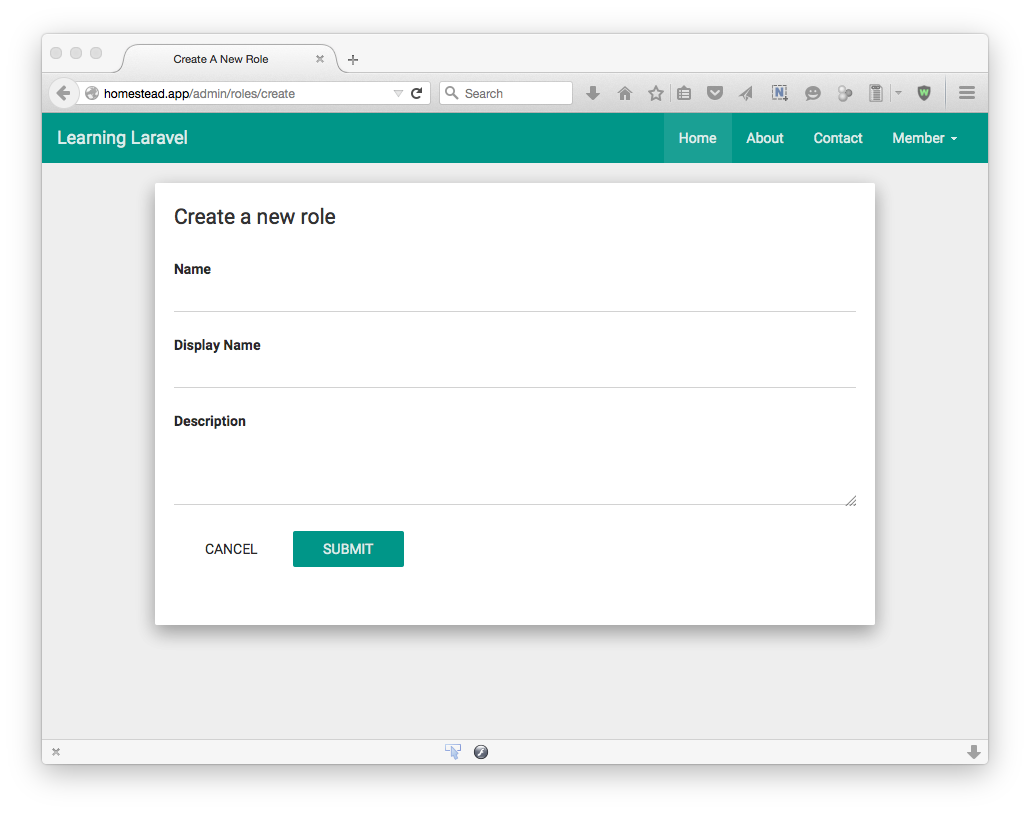 Create A New Role
homestead.app/admin/roles/create
Search
Learning Laravel
Home
About
Contact
Member
Create a new role
Name
Display Name
Description
CANCEL
SUBMIT